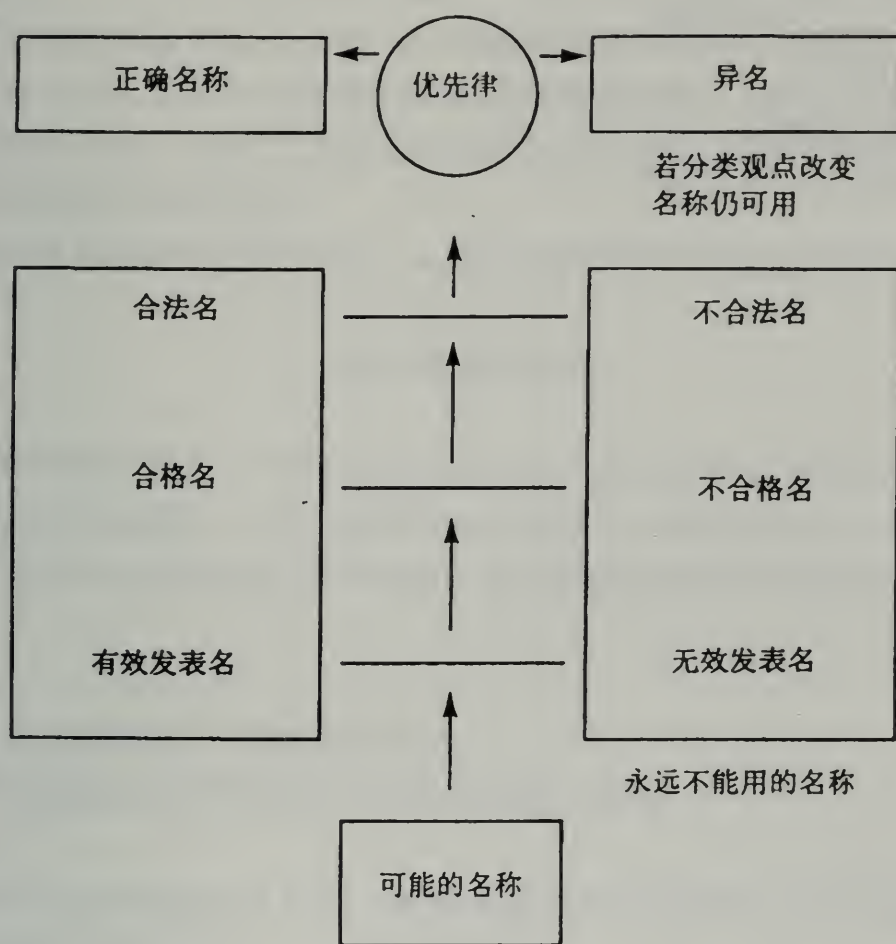 正确名称
优先律
异名
若分类观点改变
名称仍可用
合法名
不合法名
合格名
不合格名
有效发表名
无效发表名
永远不能用的名称
可能的名称